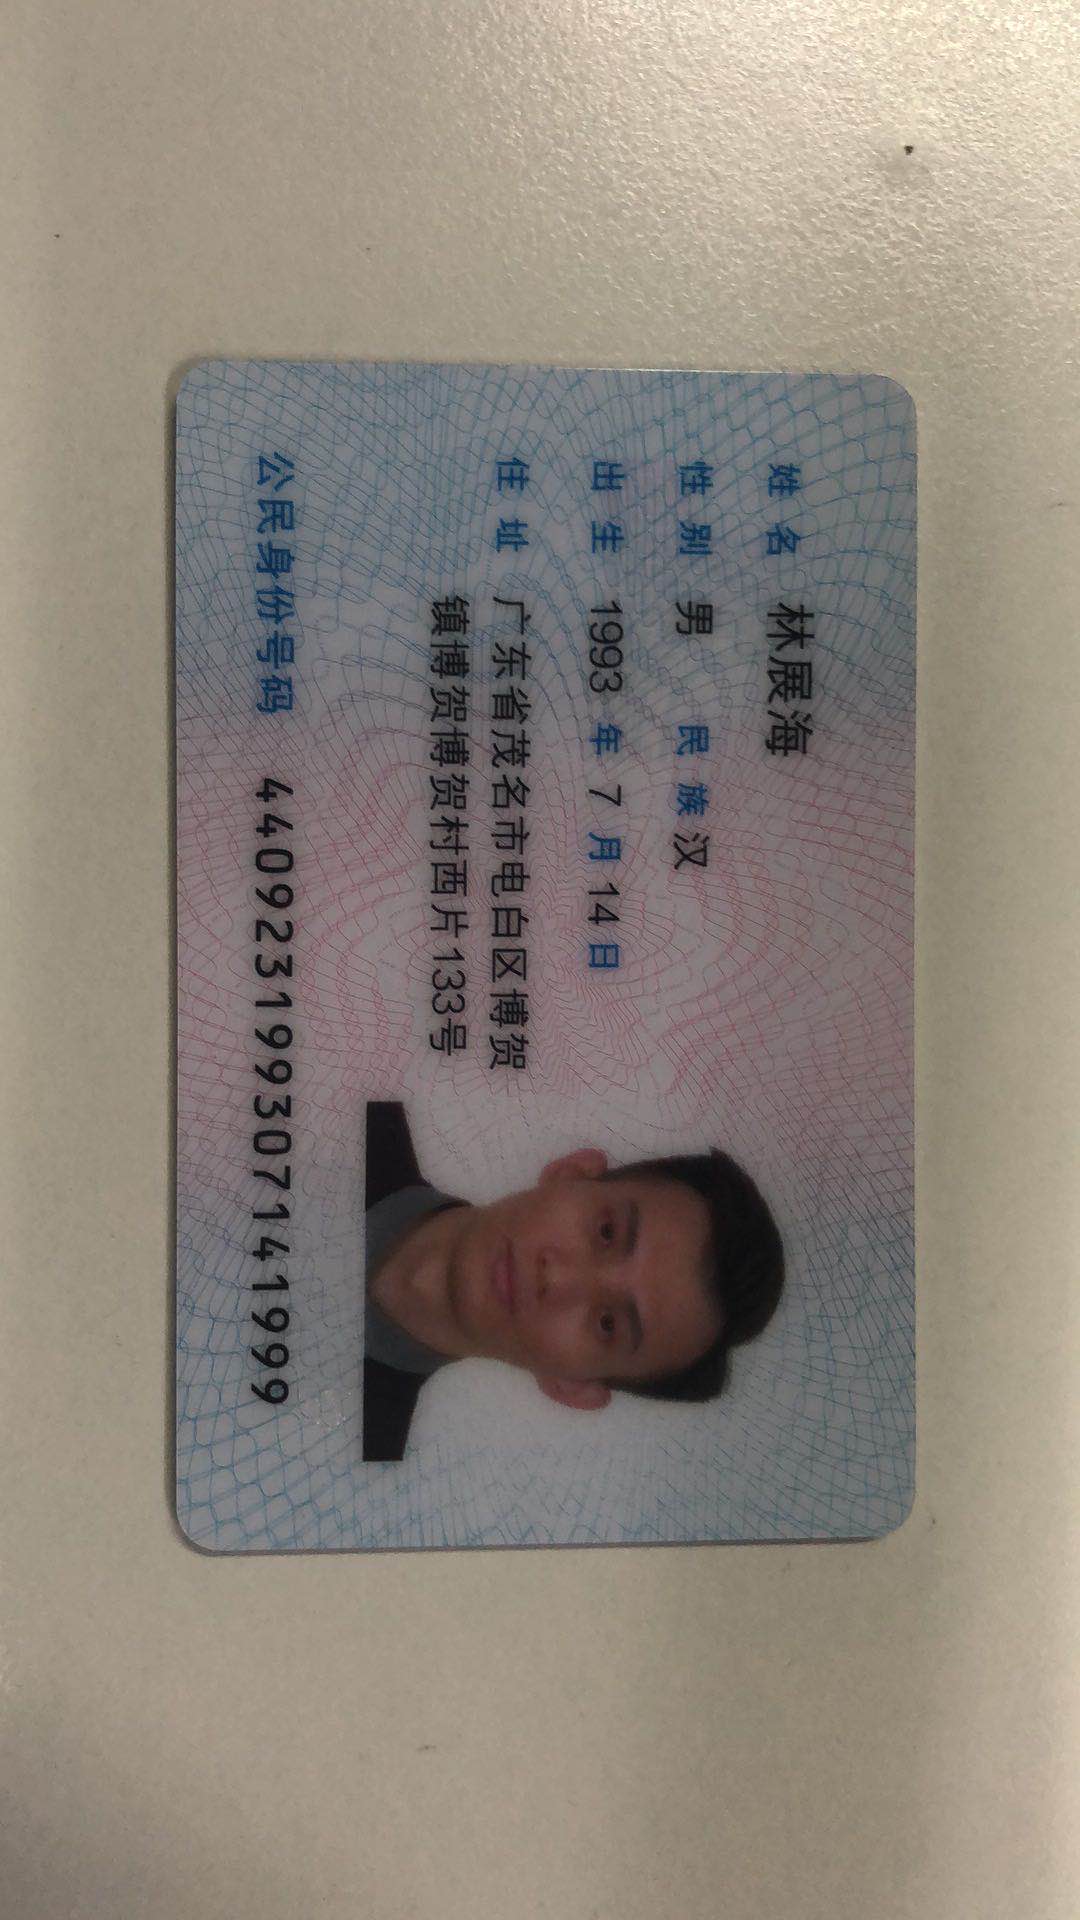 姓名 林展海
性别 男 民族 汉
出生 1993 年 7 月 14 日
住址 广东省茂名市电白区博贺
镇博贺博贺村西片133号
公民身份号码 440923199307141999